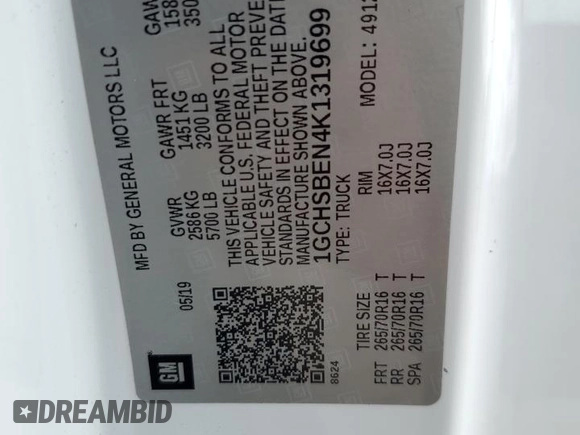 MFD BY GENERAL MOTORS LLC
05/19
GVWR
2586 KG
5700 LB
GAWR FRT
1451 KG
3200 LB
GAW
158
350
THIS VEHICLE CONFORMS TO ALL
APPLICABLE U.S. FEDERAL MOTOR
VEHICLE SAFETY AND THEFT PREVE
STANDARDS IN EFFECT ON THE DAT
MANUFACTURE SHOWN ABOVE.
1GCHSBEN4K1319699
TYPE: TRUCK
MODEL: 4912
8624
TIRE SIZE
RIM
FRT 265/70R16 T 16X7.0J
RR 265/70R16 T 16X7.0J
SPA 265/70R16 T 16X7.0J
GM
DREAMBID